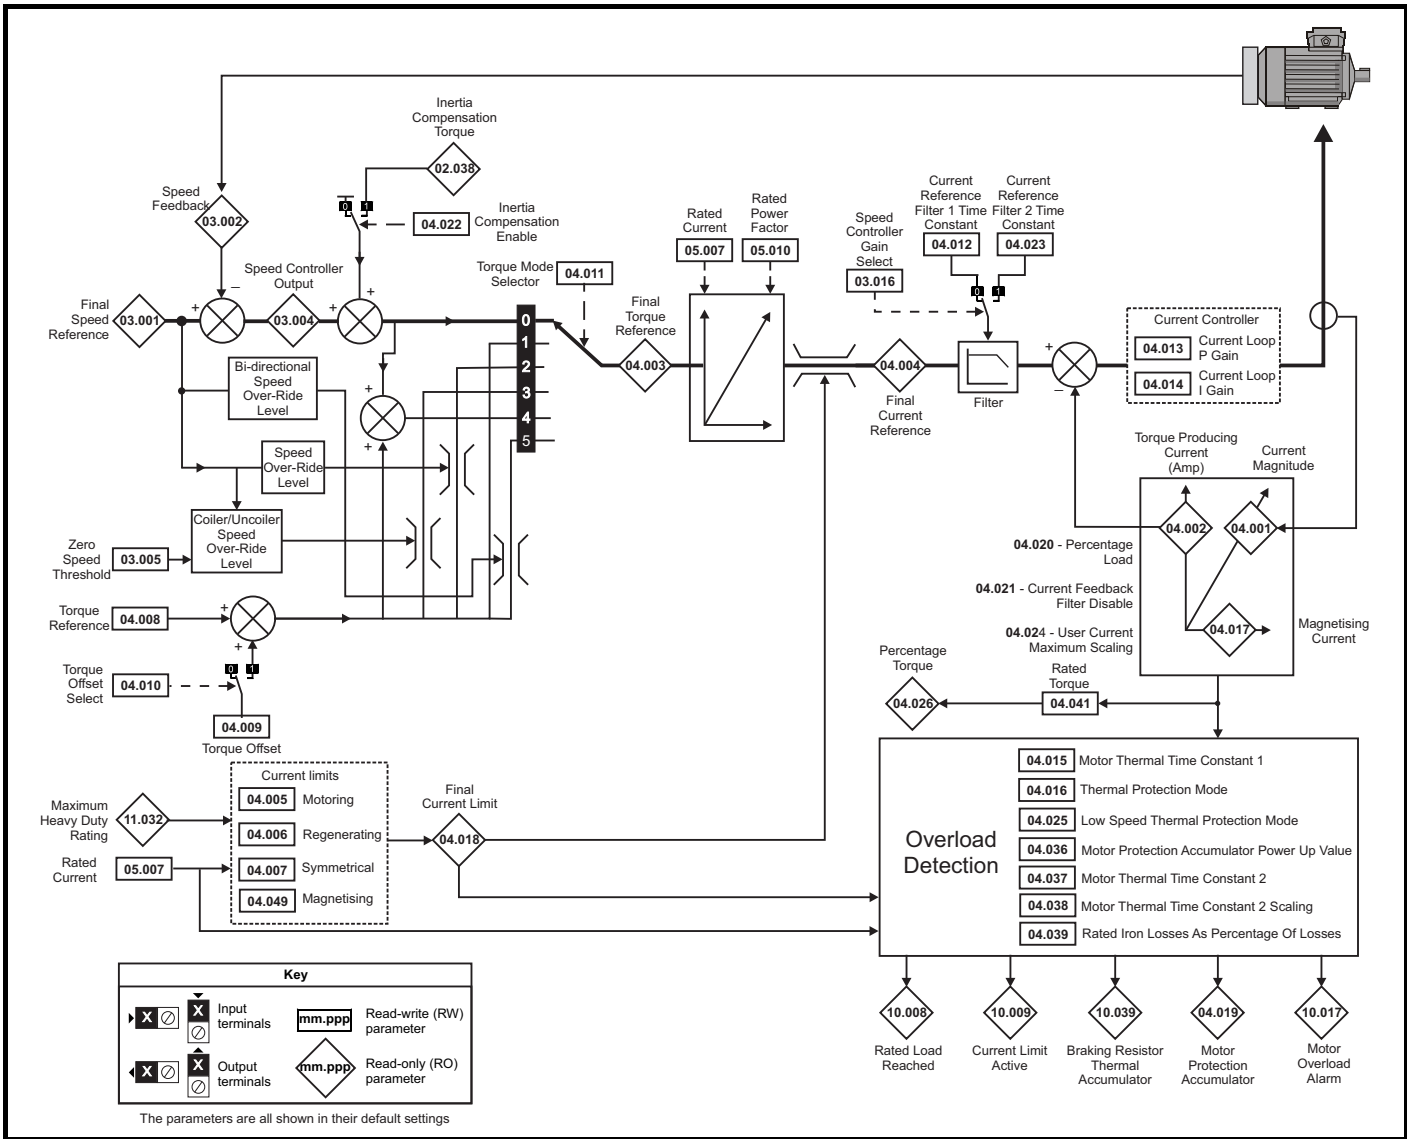 Inertia
Compensation
Torque
02.038
Speed
Feedback
03.002
0 1
04.022
Inertia
Compensation
Enable
Final
Speed
Reference
03.001
+
−
Speed Controller
Output
03.004
+
+
Torque Mode
Selector
04.011
Final
Torque
Reference
04.003
Rated
Current
05.007
Rated
Power
Factor
05.010
Speed
Controller
Gain
Select
03.016
Current
Reference
Filter 1 Time
Constant
04.012
Current
Reference
Filter 2 Time
Constant
04.023
0 1
04.004
Final
Current
Reference
Filter
+
−
Current Controller
04.013
Current Loop
P Gain
04.014
Current Loop
I Gain
0
1
2
3
4
5
Bi-directional
Speed
Over-Ride
Level
+
+
Speed
Over-Ride
Level
Coiler/Uncoiler
Speed
Over-Ride
Level
Zero
Speed
Threshold
03.005
Torque
Reference
04.008
+
+
0 1
Torque
Offset
Select
04.010
04.009
Torque Offset
Torque Producing
Current
(Amp)
Current
Magnitude
04.002
04.001
04.017
Magnetising
Current
04.020 - Percentage
Load
04.021 - Current Feedback
Filter Disable
04.024 - User Current
Maximum Scaling
Percentage
Torque
04.026
Rated
Torque
04.041
Maximum
Heavy Duty
Rating
11.032
Rated
Current
05.007
Current limits
04.005 Motoring
04.006 Regenerating
04.007 Symmetrical
04.049 Magnetising
Final
Current Limit
04.018
Overload
Detection
04.015 Motor Thermal Time Constant 1
04.016 Thermal Protection Mode
04.025 Low Speed Thermal Protection Mode
04.036 Motor Protection Accumulator Power Up Value
04.037 Motor Thermal Time Constant 2
04.038 Motor Thermal Time Constant 2 Scaling
04.039 Rated Iron Losses As Percentage Of Losses
10.008
Rated Load
Reached
10.009
Current Limit
Active
10.039
Braking Resistor
Thermal
Accumulator
04.019
Motor
Protection
Accumulator
10.017
Motor
Overload
Alarm
Key
X
X
Input
terminals
mm.ppp
Read-write (RW)
parameter
X
X
Output
terminals
mm.ppp
Read-only (RO)
parameter
The parameters are all shown in their default settings